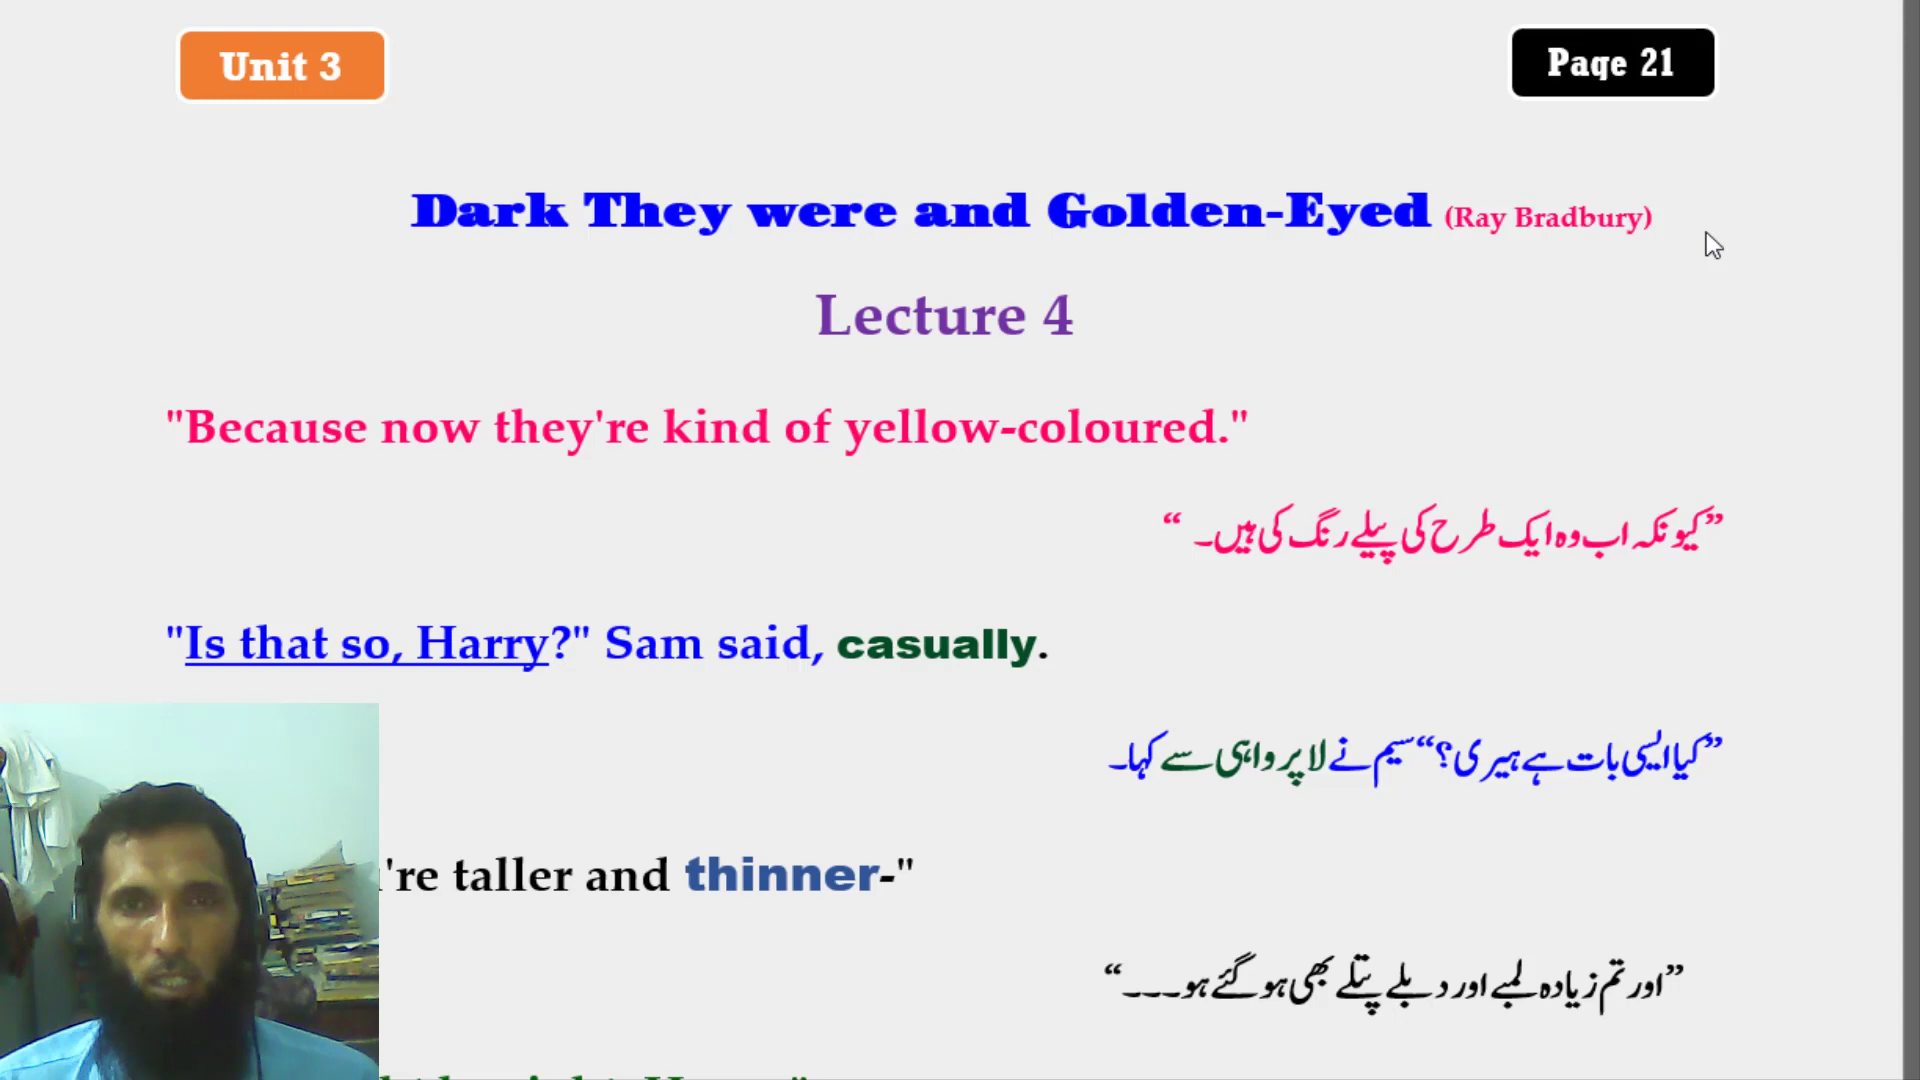 Unit 3
Page 21
Dark They were and Golden-Eyed (Ray Bradbury)
Lecture 4
"Because now they're kind of yellow-coloured."
”کیونکہ اب وہ ایک طرح کی پیلے رنگ کی ہیں۔ “
"Is that so, Harry?" Sam said, casually.
”کیا ایسی بات ہے ہیری؟“ سیم نے لاپرواہی سے کہا۔
're taller and thinner-"
”اور تم زیادہ لمبے اور دبلے پتلے بھی ہو گئے ہو۔۔۔“